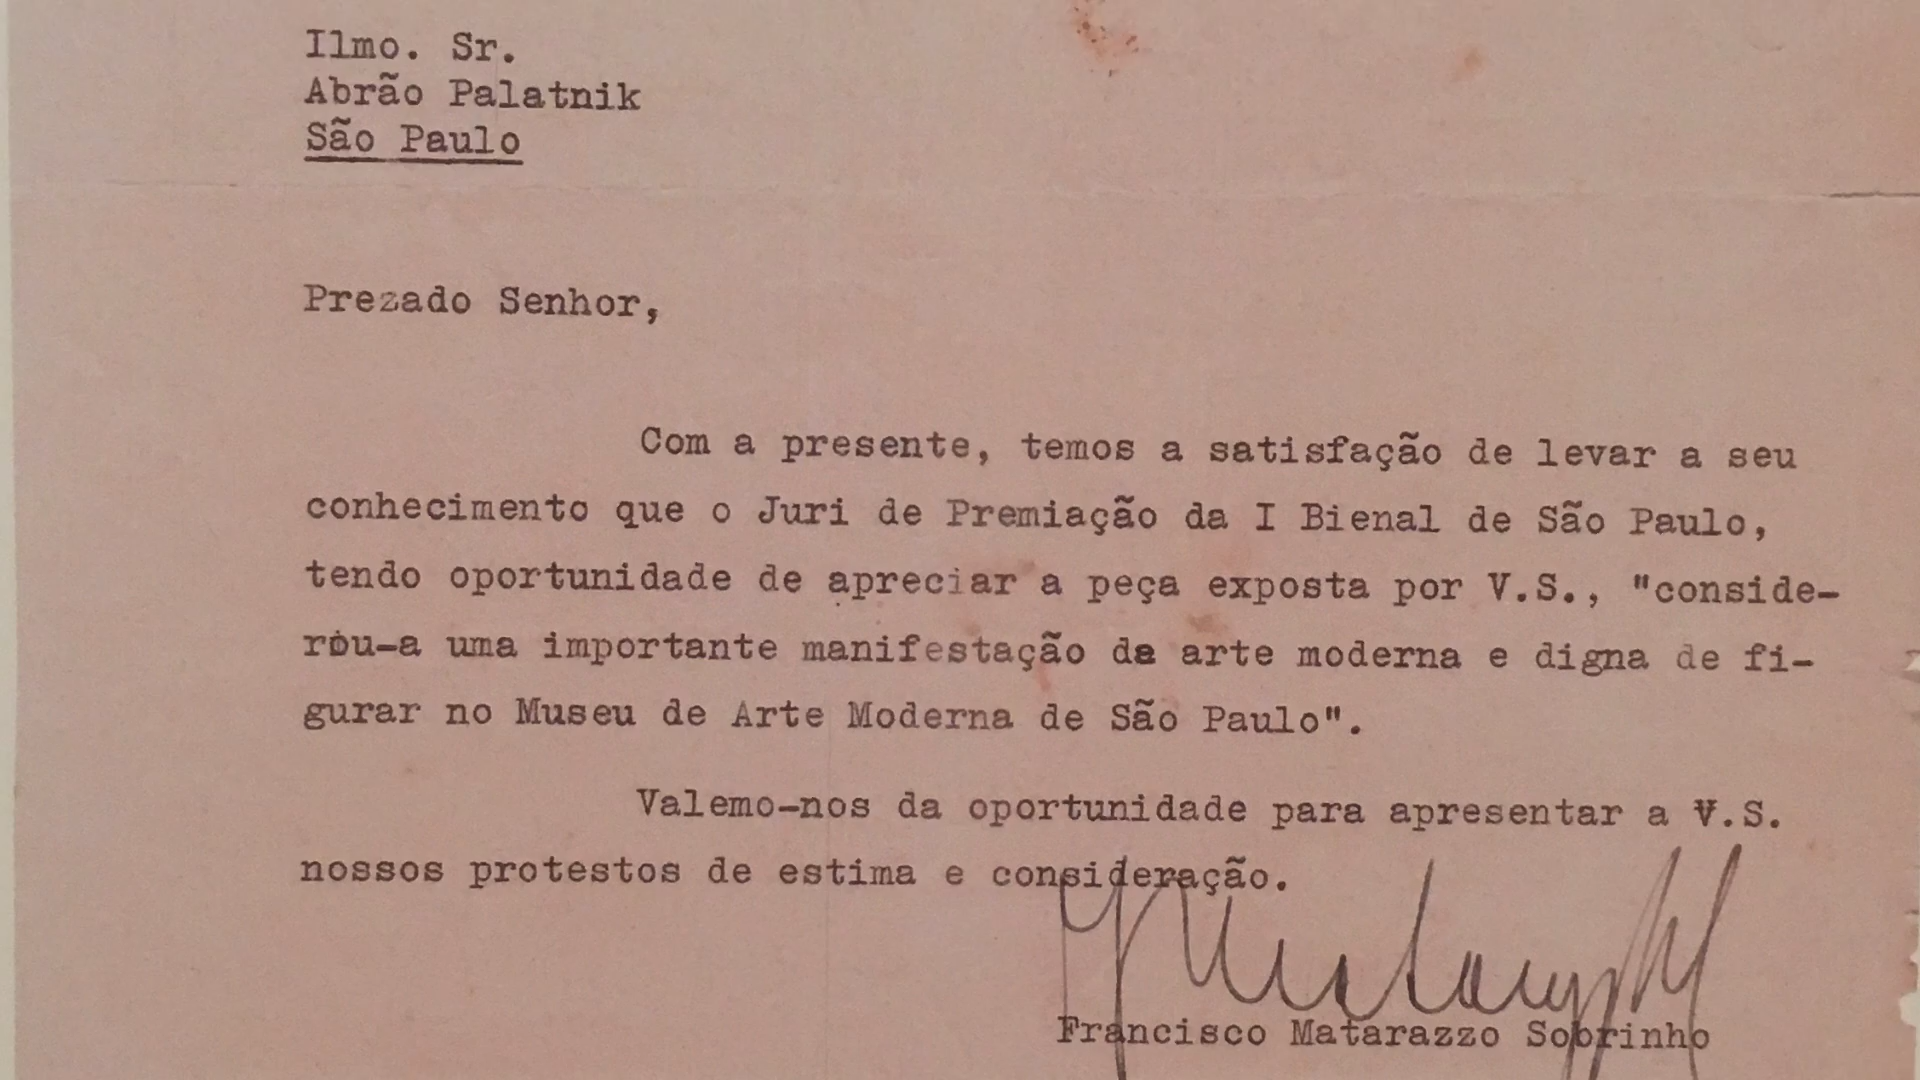 Ilmo. Sr.
Abrão Palatnik
São Paulo
Prezado Senhor,
Com a presente, temos a satisfação de levar a seu
conhecimento que o Juri de Premiação da I Bienal de São Paulo,
tendo oportunidade de apreciar a peça exposta por V.S., "conside-
rou-a uma importante manifestação da arte moderna e digna de fi-
gurar no Museu de Arte Moderna de São Paulo".
Valemo-nos da oportunidade para apresentar a V.S.
nossos protestos de estima e consideração.
Francisco Matarazzo Sobrinho